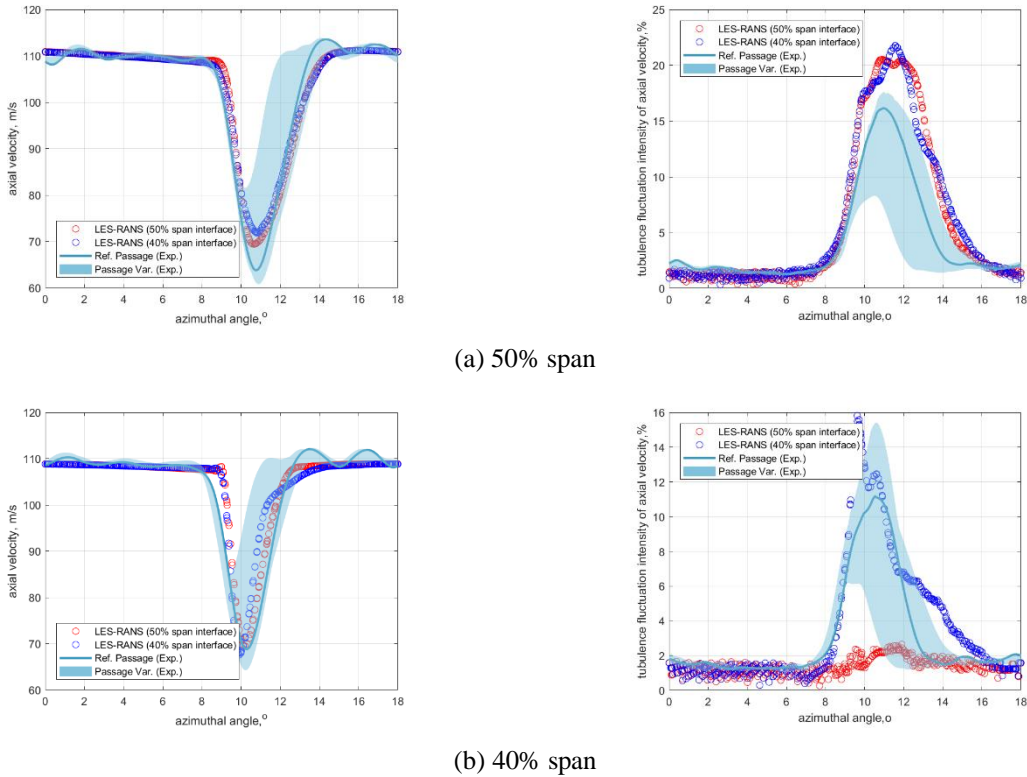 120
110
100
90
80
70
60
axial velocity, m/s
LES-RANS (50% span interface)
LES-RANS (40% span interface)
Ref. Passage (Exp.)
Passage Var. (Exp.)
0 2 4 6 8 10 12 14 16 18
azimuthal angle,°
25
20
15
10
5
0
tubulence fluctuation intensity of axial velocity,%
LES-RANS (50% span interface)
LES-RANS (40% span interface)
Ref. Passage (Exp.)
Passage Var. (Exp.)
0 2 4 6 8 10 12 14 16 18
azimuthal angle,o
(a) 50% span
120
110
100
90
80
70
60
axial velocity, m/s
LES-RANS (50% span interface)
LES-RANS (40% span interface)
Ref. Passage (Exp.)
Passage Var. (Exp.)
0 2 4 6 8 10 12 14 16 18
azimuthal angle,°
16
14
12
10
8
6
4
2
0
tubulence fluctuation intensity of axial velocity,%
LES-RANS (50% span interface)
LES-RANS (40% span interface)
Ref. Passage (Exp.)
Passage Var. (Exp.)
0 2 4 6 8 10 12 14 16 18
azimuthal angle,o
(b) 40% span